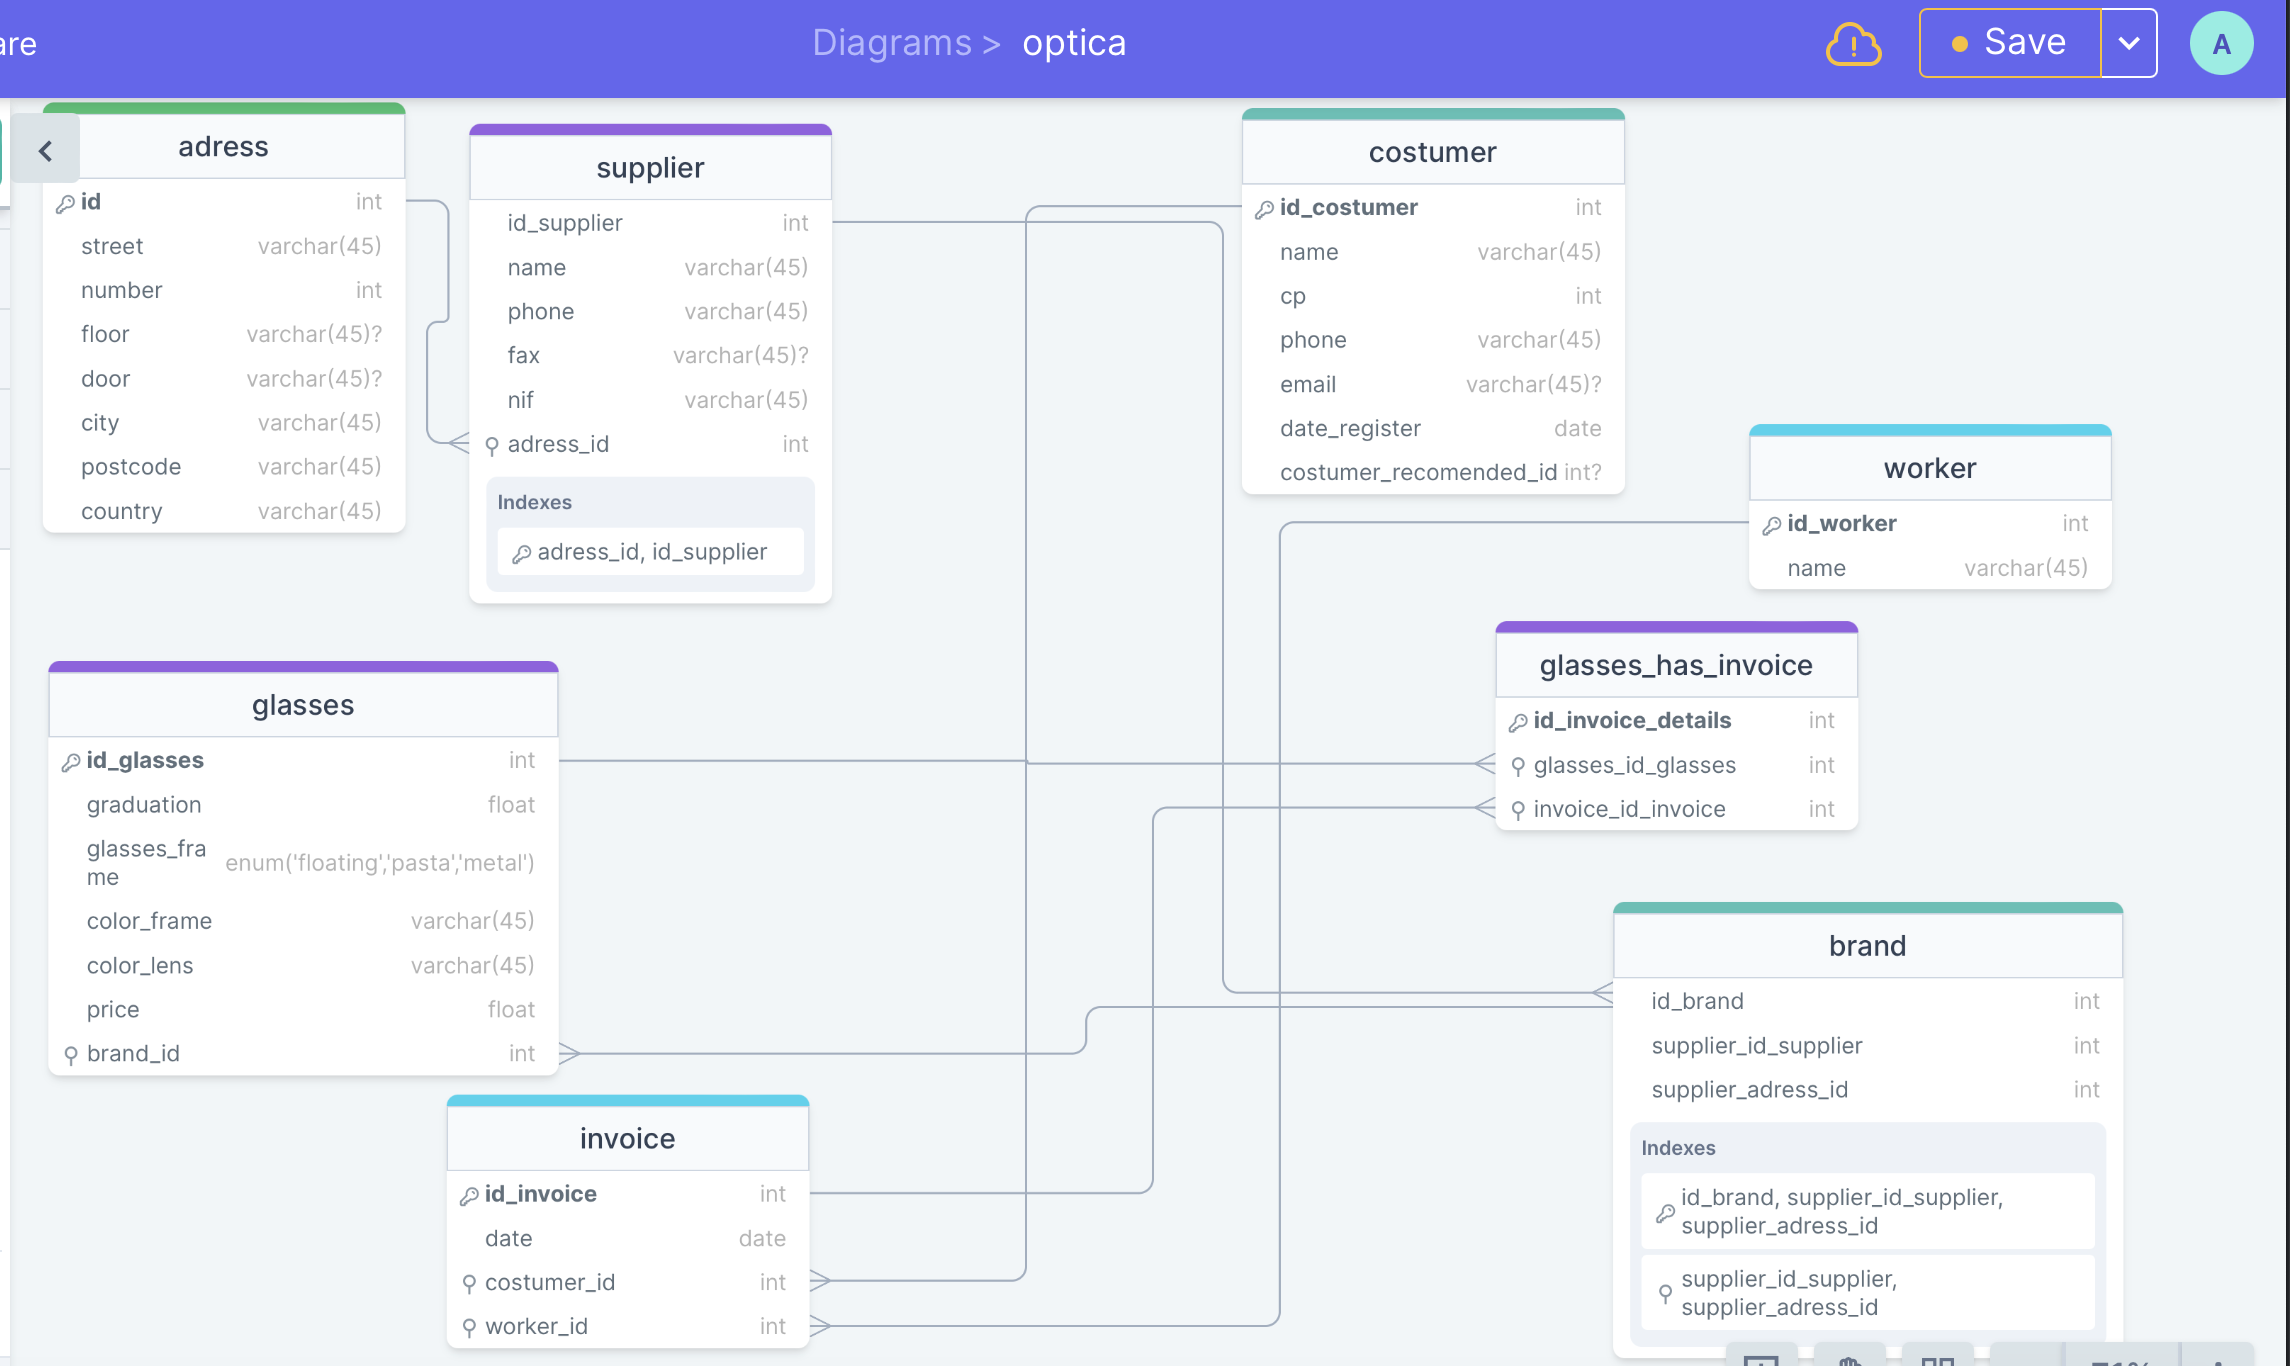 are
Diagrams > optica
Save
A
adress
id int
street varchar(45)
number int
floor varchar(45)?
door varchar(45)?
city varchar(45)
postcode varchar(45)
country varchar(45)
supplier
id_supplier int
name varchar(45)
phone varchar(45)
fax varchar(45)?
nif varchar(45)
adress_id int
Indexes
adress_id, id_supplier
costumer
id_costumer int
name varchar(45)
cp int
phone varchar(45)
email varchar(45)?
date_register date
costumer_recomended_id int?
worker
id_worker int
name varchar(45)
glasses_has_invoice
id_invoice_details int
glasses_id_glasses int
invoice_id_invoice int
glasses
id_glasses int
graduation float
glasses_fra
me
enum('floating','pasta','metal')
color_frame varchar(45)
color_lens varchar(45)
price float
brand_id int
brand
id_brand int
supplier_id_supplier int
supplier_adress_id int
Indexes
id_brand, supplier_id_supplier,
supplier_adress_id
supplier_id_supplier,
supplier_adress_id
invoice
id_invoice int
date date
costumer_id int
worker_id int